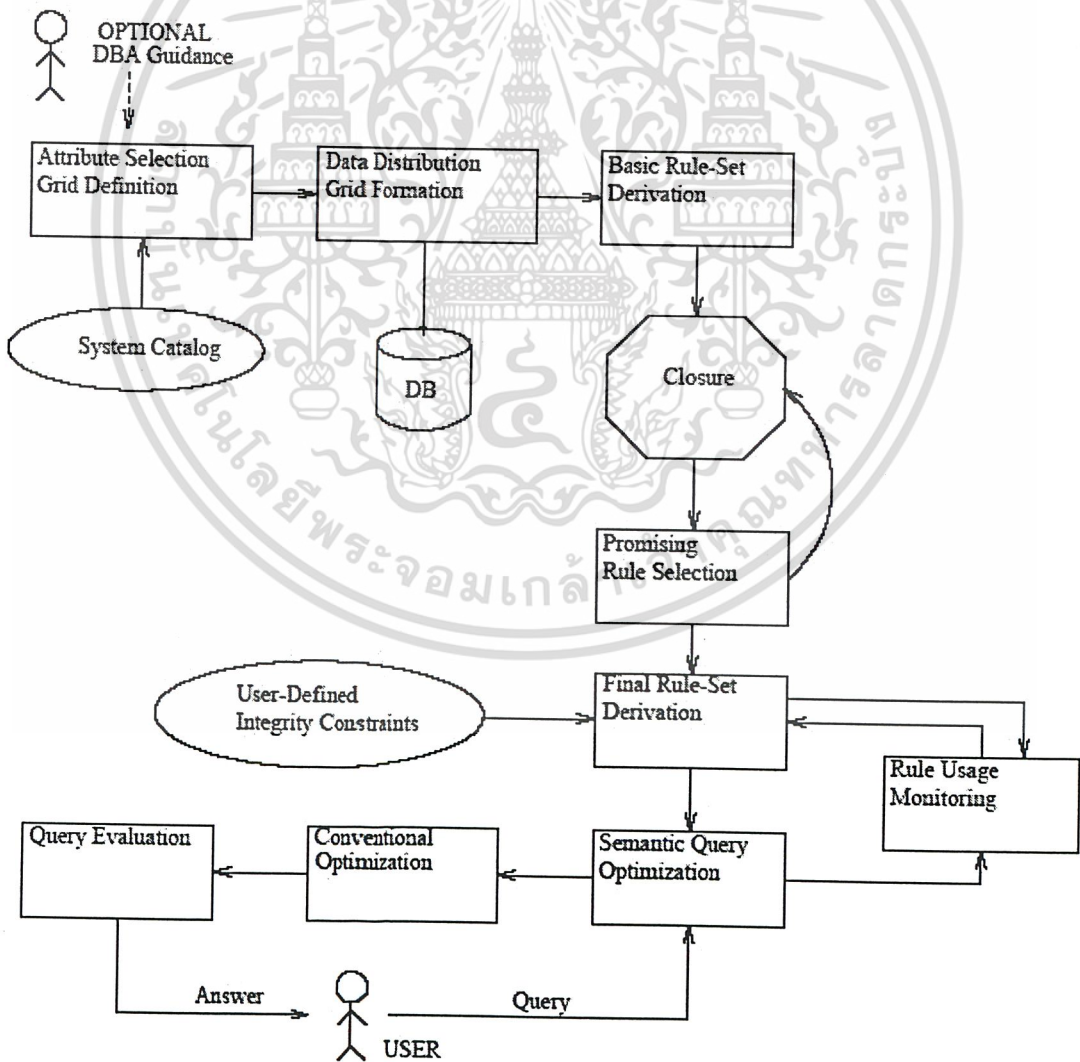 OPTIONAL
DBA Guidance
Attribute Selection
Grid Definition
Data Distribution
Grid Formation
Basic Rule-Set
Derivation
System Catalog
DB
Closure
Promising
Rule Selection
User-Defined
Integrity Constraints
Final Rule-Set
Derivation
Rule Usage
Monitoring
Query Evaluation
Conventional
Optimization
Semantic Query
Optimization
Answer
Query
USER